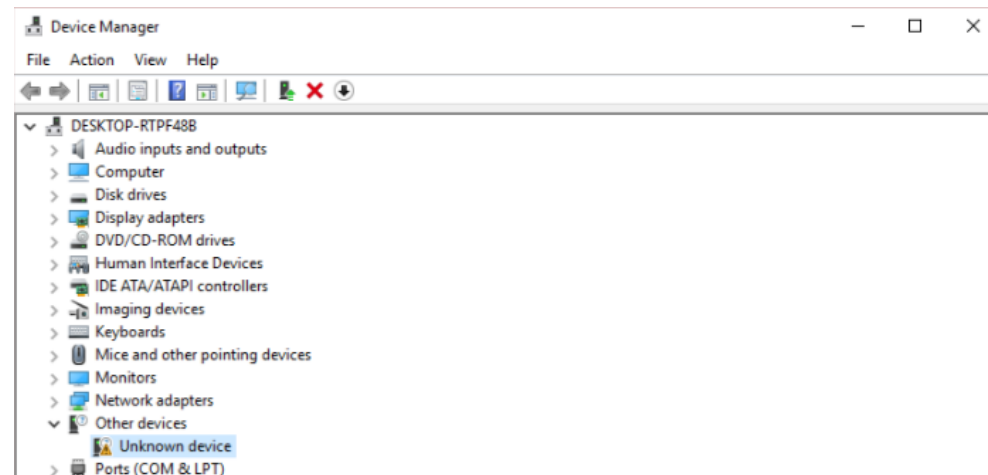 Device Manager
File Action View Help
DESKTOP-RTPF48B
Audio inputs and outputs
Computer
Disk drives
Display adapters
DVD/CD-ROM drives
Human Interface Devices
IDE ATA/ATAPI controllers
Imaging devices
Keyboards
Mice and other pointing devices
Monitors
Network adapters
Other devices
Unknown device
Ports (COM & LPT)